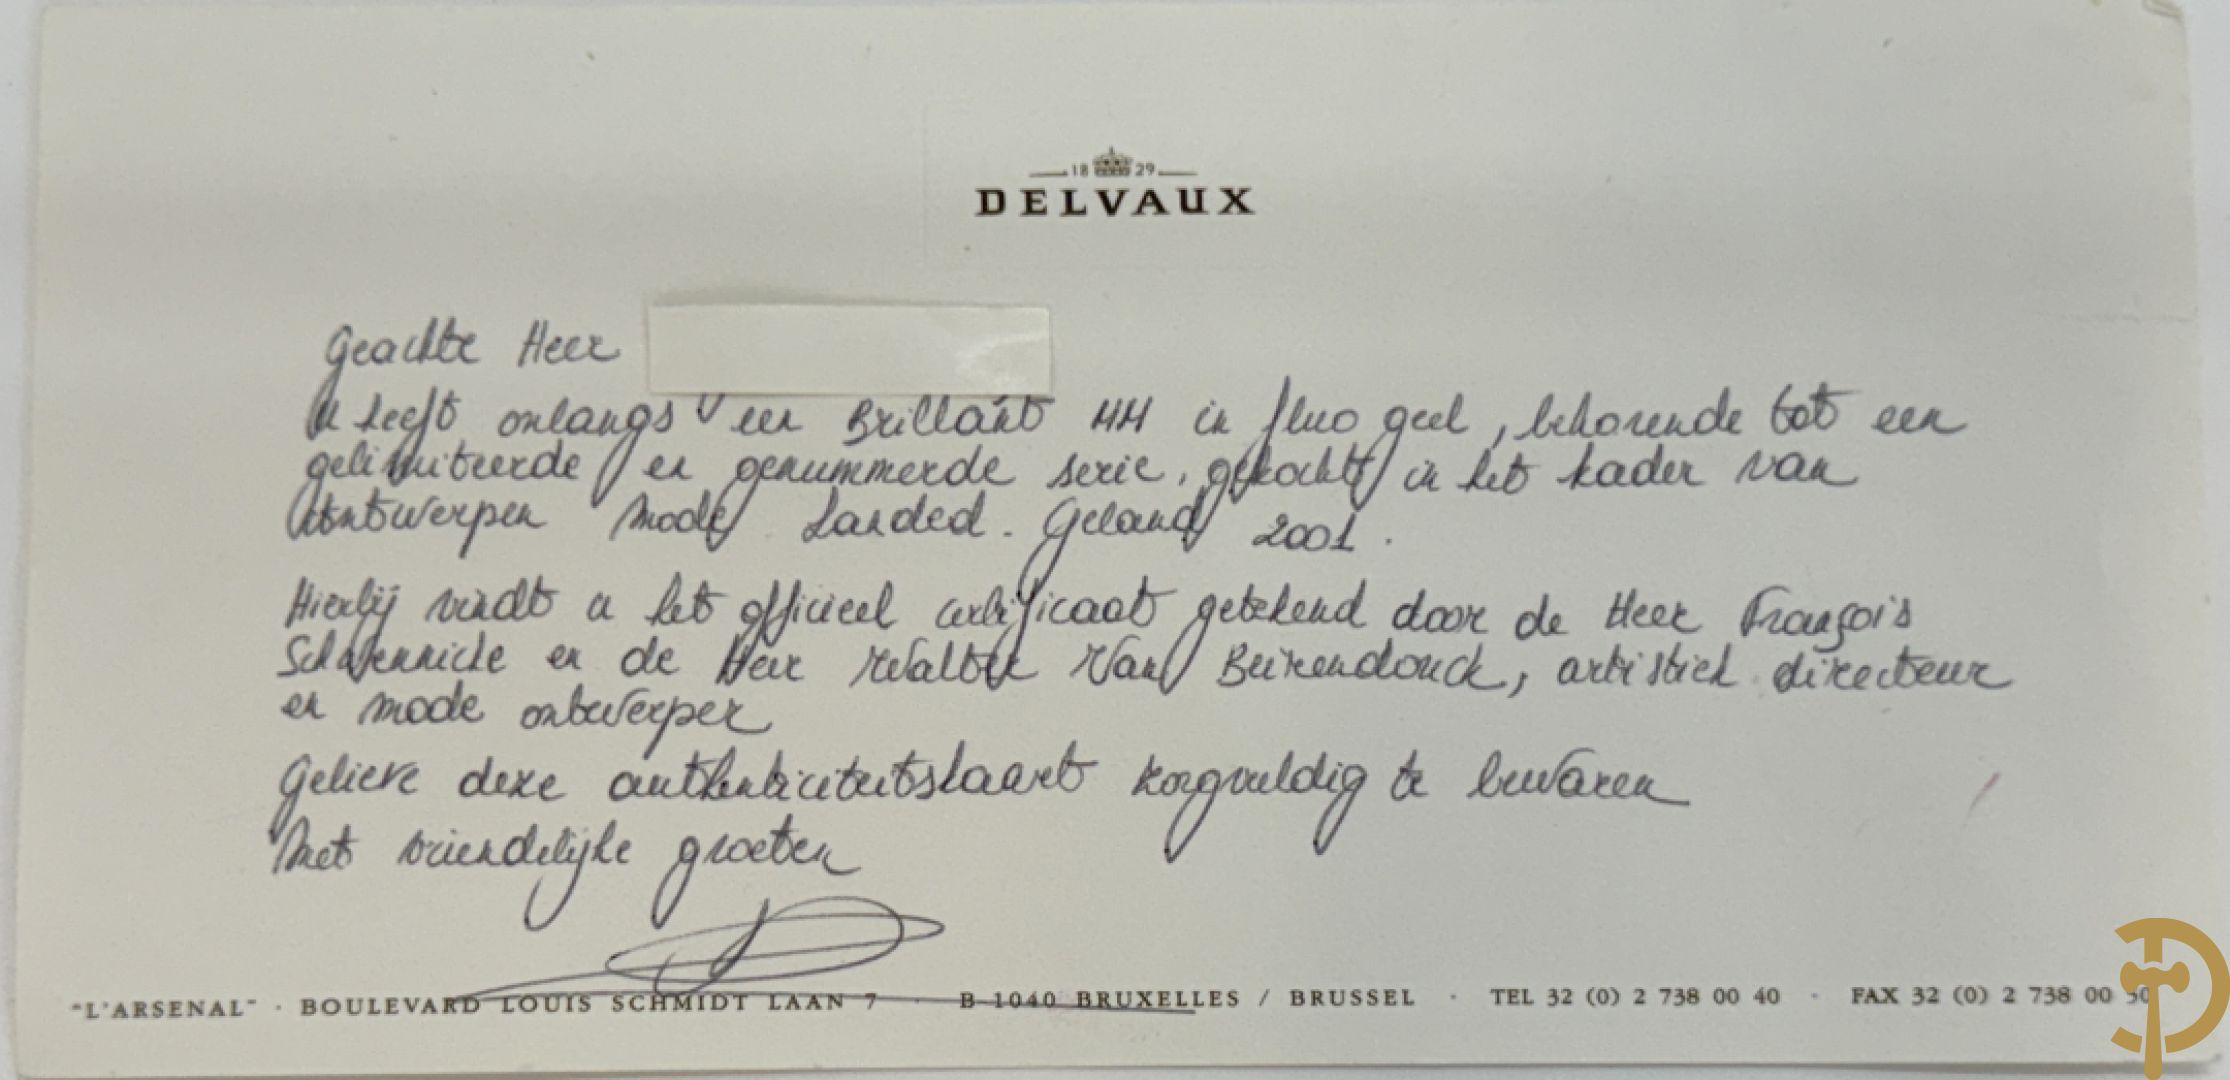 18 29
DELVAUX
Geachte Heer
U heeft onlangs een Brillant MM in fluo geel, behorende tot een
gelimiteerde en genummerde serie, gekocht in het kader van
Antwerpen Mode Landed. Geland 2001.
Hierbij vindt u het officieel certificaat getekend door de Heer François
Schwennicke en de Heer Walter Van Beirendonck, artistiek directeur
en mode ontwerper
Gelieve deze authenticiteitskaart zorgvuldig te bewaren
Met vriendelijke groeten
"L'ARSENAL" · BOULEVARD LOUIS SCHMIDT LAAN 7 · B-1040 BRUXELLES / BRUSSEL · TEL 32 (0) 2 738 00 40 · FAX 32 (0) 2 738 00 50